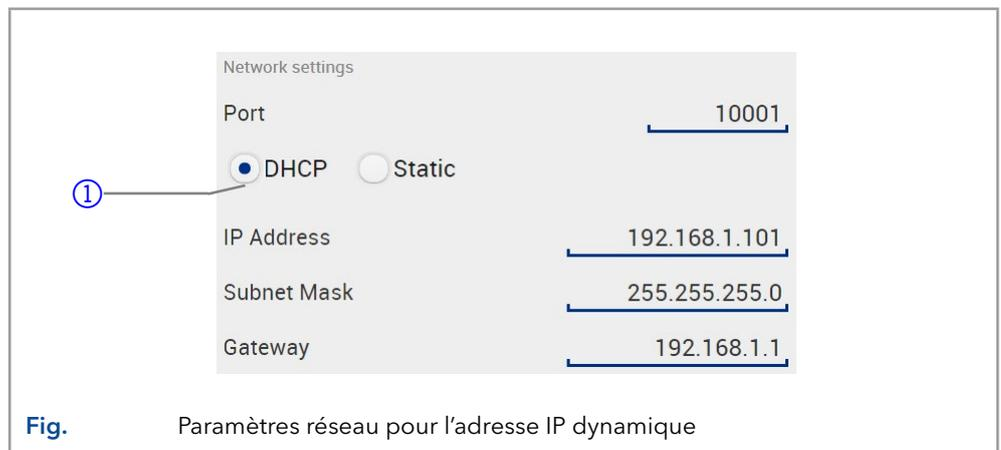 Network settings
Port 10001
DHCP Static
①
IP Address 192.168.1.101
Subnet Mask 255.255.255.0
Gateway 192.168.1.1
Fig. Paramètres réseau pour l’adresse IP dynamique